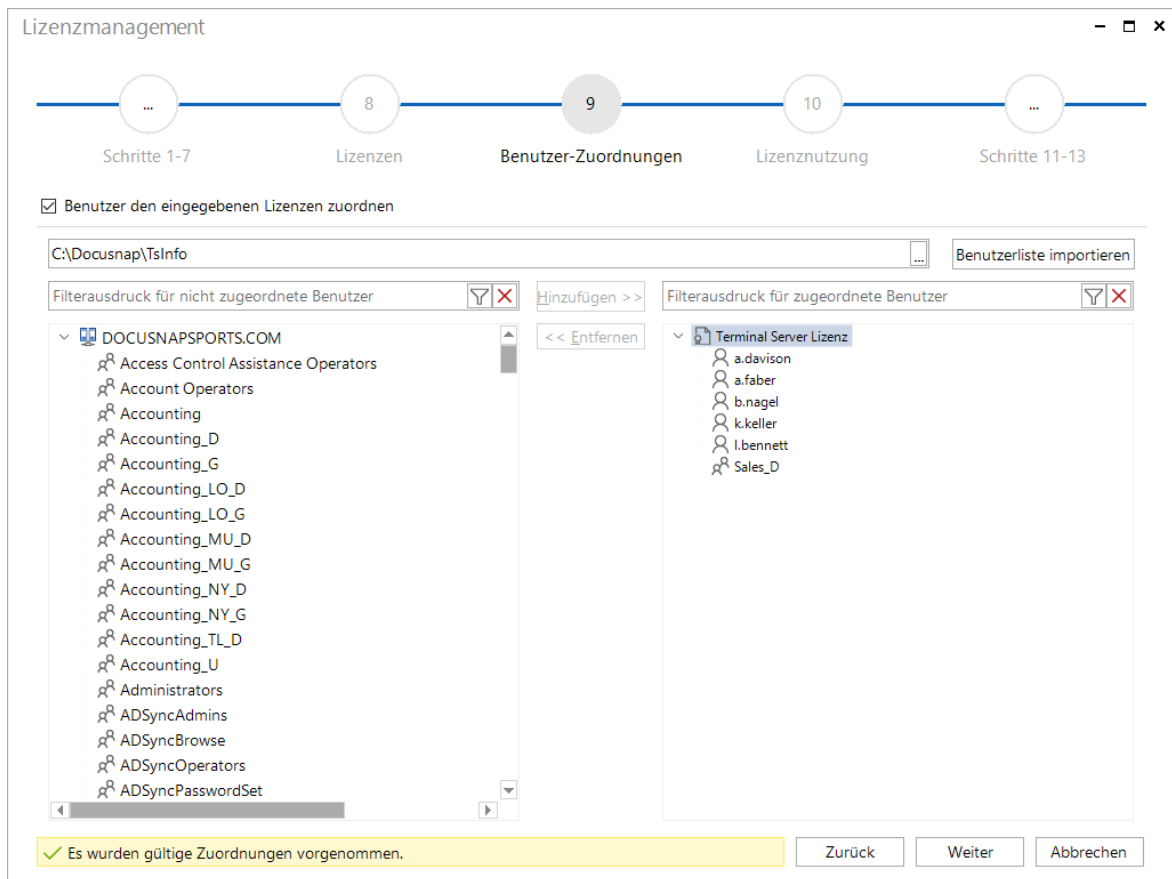 Lizenzmanagement
... 8 9 10 ...
Schritte 1-7 Lizenzen Benutzer-Zuordnungen Lizenznutzung Schritte 11-13
Benutzer den eingegebenen Lizenzen zuordnen
C:\Docusnap\TsInfo ... Benutzerliste importieren
Filterausdruck für nicht zugeordnete Benutzer
Hinzufügen >>
<< Entfernen
Filterausdruck für zugeordnete Benutzer
DOCUSNAPSPORTS.COM
Access Control Assistance Operators
Account Operators
Accounting
Accounting_D
Accounting_G
Accounting_LO_D
Accounting_LO_G
Accounting_MU_D
Accounting_MU_G
Accounting_NY_D
Accounting_NY_G
Accounting_TL_D
Accounting_U
Administrators
ADSyncAdmins
ADSyncBrowse
ADSyncOperators
ADSyncPasswordSet
Terminal Server Lizenz
a.davison
a.faber
b.nagel
k.keller
l.bennett
Sales_D
Es wurden gültige Zuordnungen vorgenommen.
Zurück Weiter Abbrechen